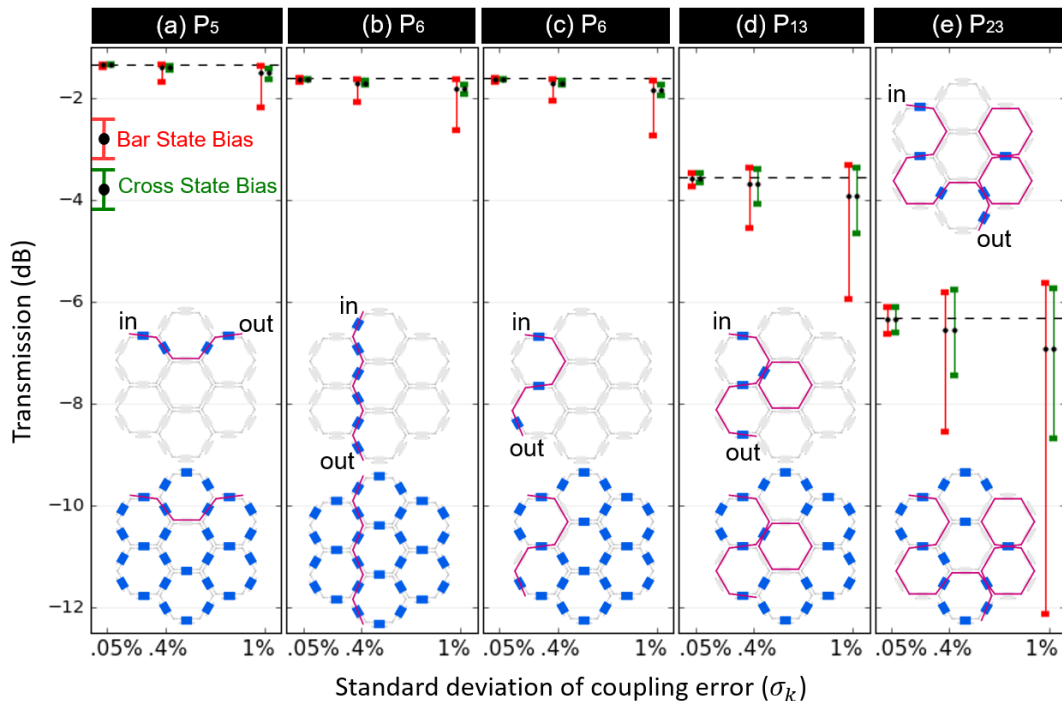 (a) P₅
(b) P₆
(c) P₆
(d) P₁₃
(e) P₂₃
Transmission (dB)
−2
−4
−6
−8
−10
−12
Bar State Bias
Cross State Bias
in
out
in
out
in
out
in
out
in
out
.05% .4% 1%
.05% .4% 1%
.05% .4% 1%
.05% .4% 1%
.05% .4% 1%
Standard deviation of coupling error (σₖ)